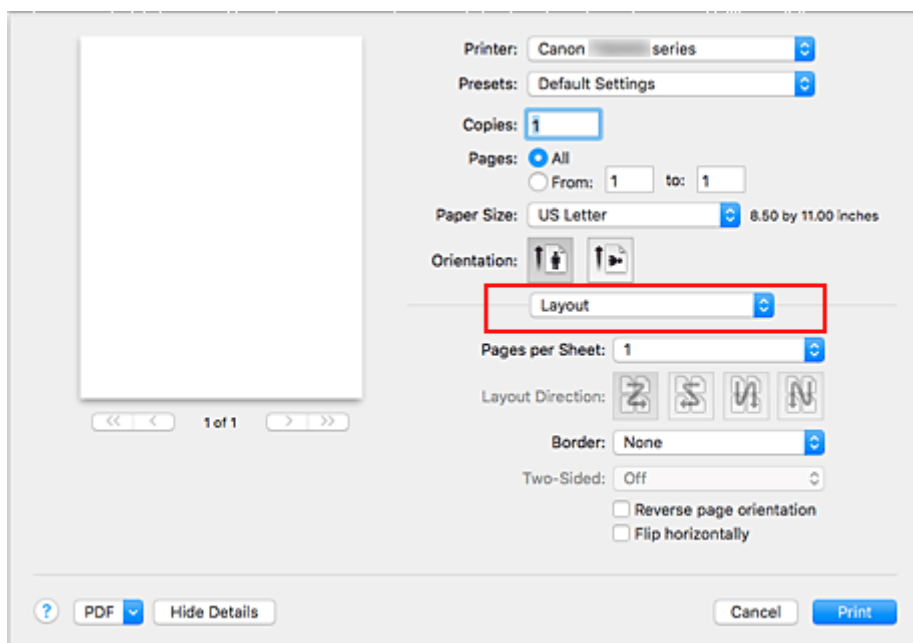 Printer: Canon series
Presets: Default Settings
Copies: 1
Pages: All
From: 1 to: 1
Paper Size: US Letter 8.50 by 11.00 inches
Orientation:
Layout
Pages per Sheet: 1
Layout Direction:
1 of 1
Border: None
Two-Sided: Off
Reverse page orientation
Flip horizontally
? PDF Hide Details Cancel Print